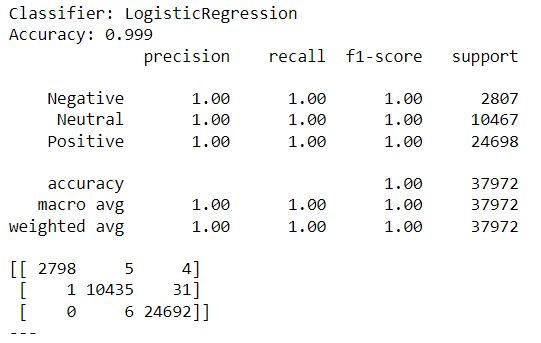 Classifier: LogisticRegression
Accuracy: 0.999
precision recall f1-score support
Negative 1.00 1.00 1.00 2807
Neutral 1.00 1.00 1.00 10467
Positive 1.00 1.00 1.00 24698
accuracy 1.00 37972
macro avg 1.00 1.00 1.00 37972
weighted avg 1.00 1.00 1.00 37972
[[ 2798 5 4]
[ 1 10435 31]
[ 0 6 24692]]
---